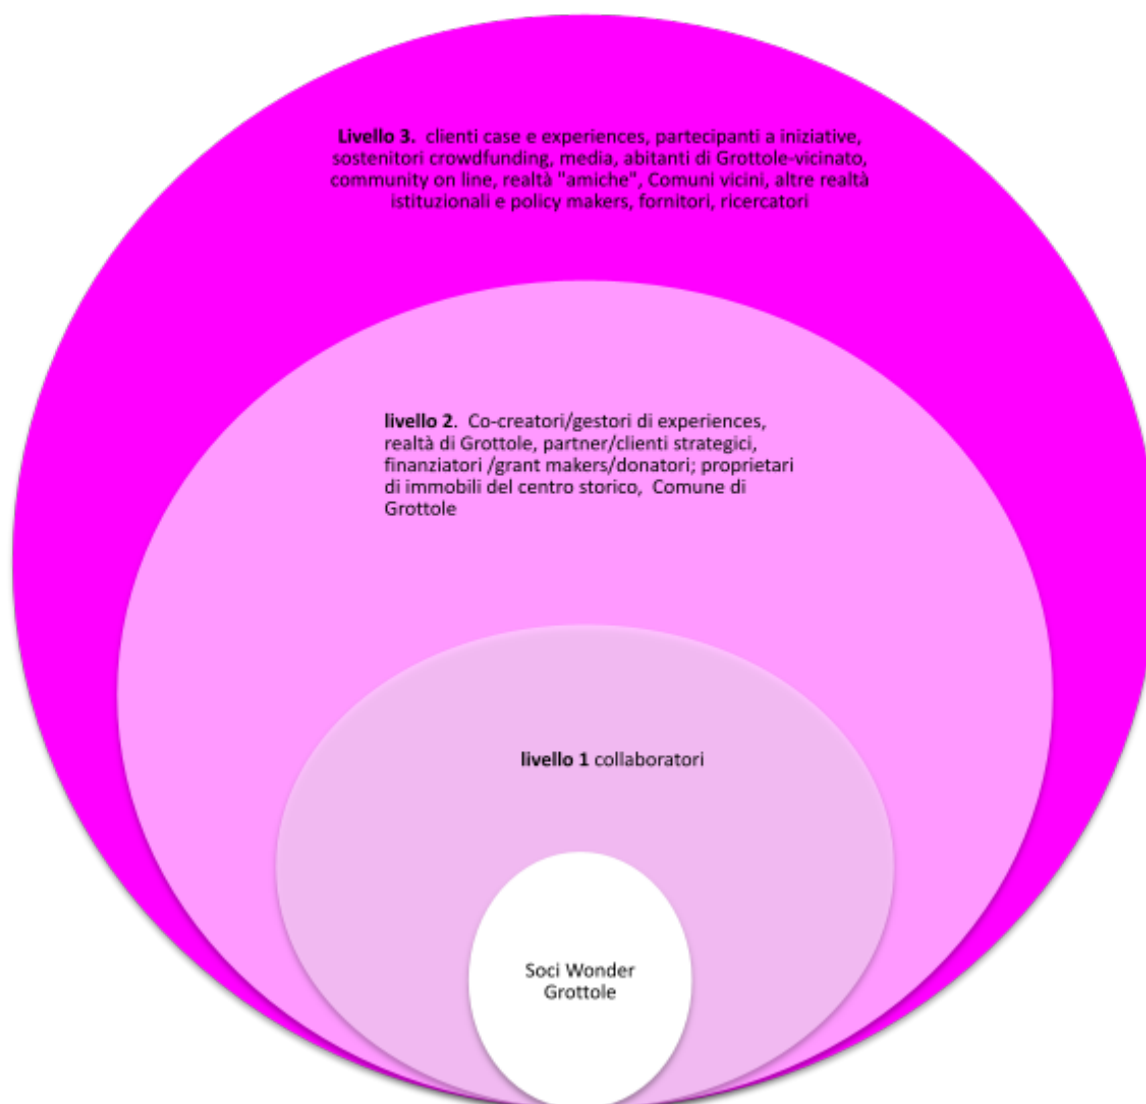 Livello 3.  clienti case e experiences, partecipanti a iniziative,
sostenitori crowdfunding, media, abitanti di Grottole-vicinato,
community on line, realtà "amiche", Comuni vicini, altre realtà
istituzionali e policy makers, fornitori, ricercatori
livello 2.  Co-creatori/gestori di experiences,
realtà di Grottole, partner/clienti strategici,
finanziatori /grant makers/donatori; proprietari
di immobili del centro storico,  Comune di
Grottole
livello 1 collaboratori
Soci Wonder
Grottole